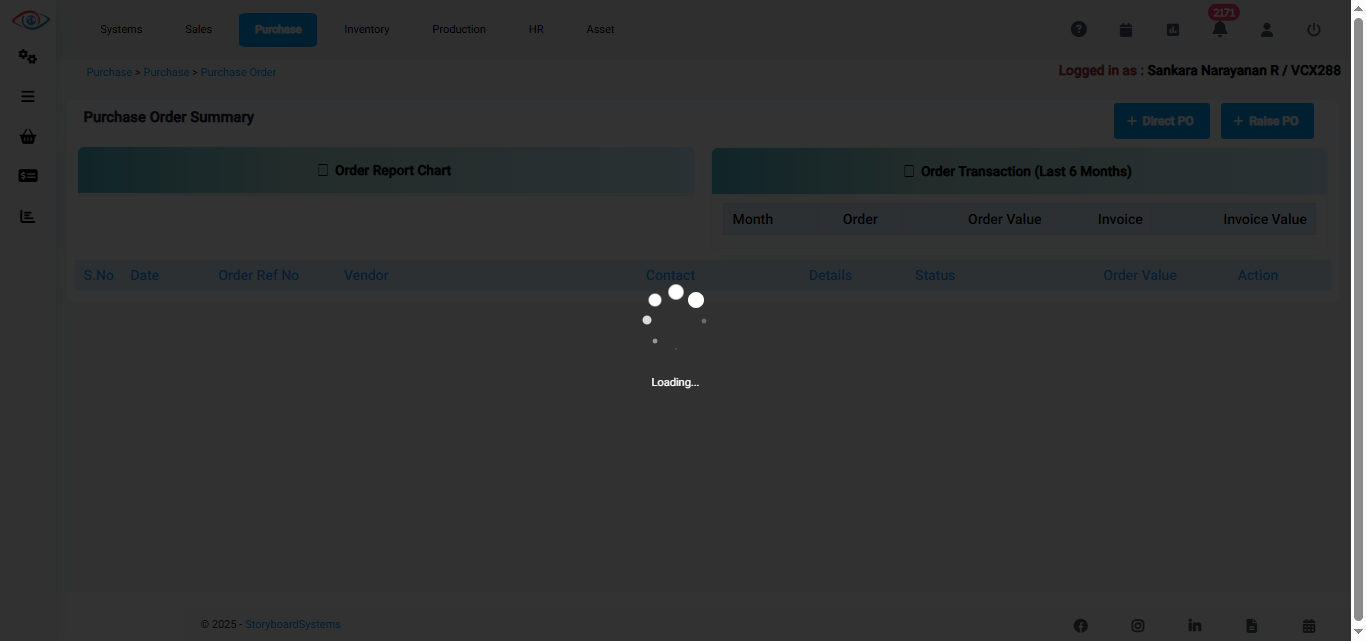 2171
Systems Sales Purchase Inventory Production HR Asset
Purchase > Purchase > Purchase Order
Logged in as : Sankara Narayanan R / VCX288
Purchase Order Summary
+ Direct PO + Raise PO
Order Report Chart
Order Transaction (Last 6 Months)
Month Order Order Value Invoice Invoice Value
S.No Date Order Ref No Vendor Contact Details Status Order Value Action
Loading...
© 2025 - StoryboardSystems